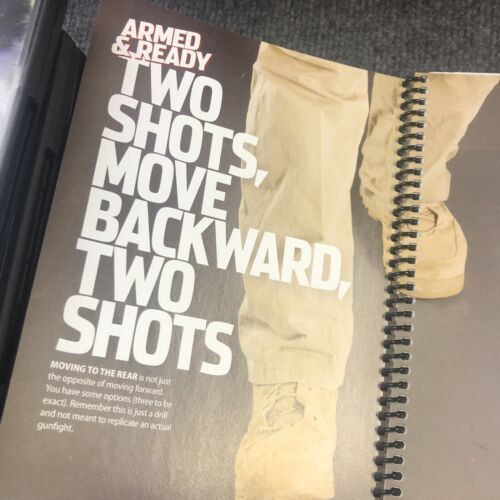 ARMED
& READY
TWO
SHOTS,
MOVE
BACKWARD,
TWO
SHOTS
MOVING TO THE REAR is not just
the opposite of moving forward.
You have some options (three to be
exact). Remember this is just a drill
and not meant to replicate an actual
gunfight.